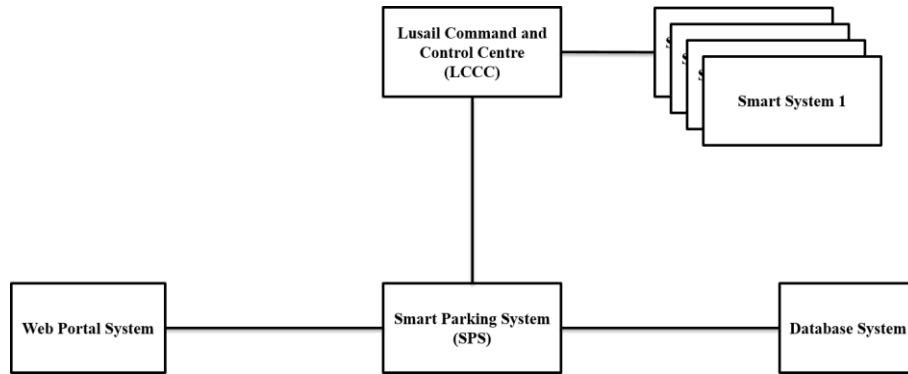 Lusail Command and
Control Centre
(LCCC)
S
S
S
Smart System 1
Web Portal System
Smart Parking System
(SPS)
Database System